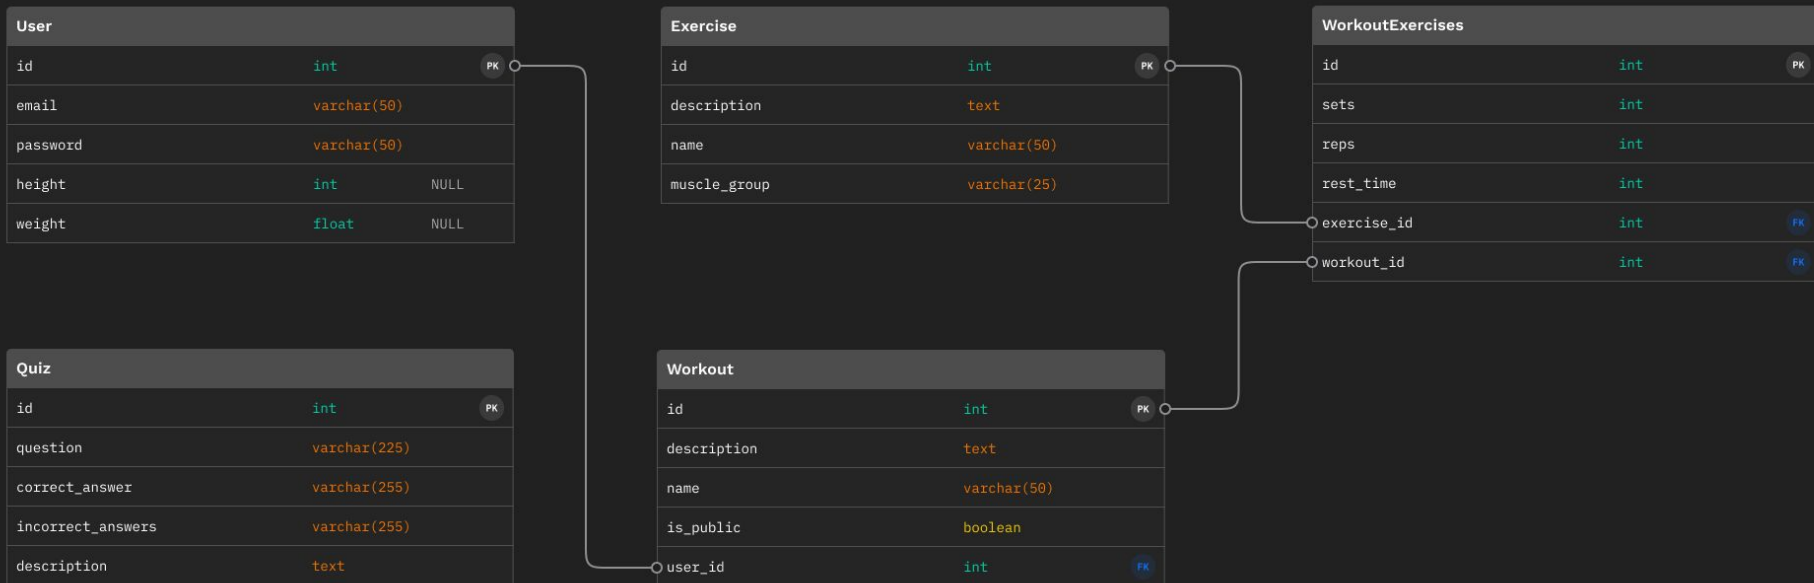 User
id int PK
email varchar(50)
password varchar(50)
height int NULL
weight float NULL
Exercise
id int PK
description text
name varchar(50)
muscle_group varchar(25)
WorkoutExercises
id int PK
sets int
reps int
rest_time int
exercise_id int FK
workout_id int FK
Quiz
id int PK
question varchar(225)
correct_answer varchar(255)
incorrect_answers varchar(255)
description text
Workout
id int PK
description text
name varchar(50)
is_public boolean
user_id int FK